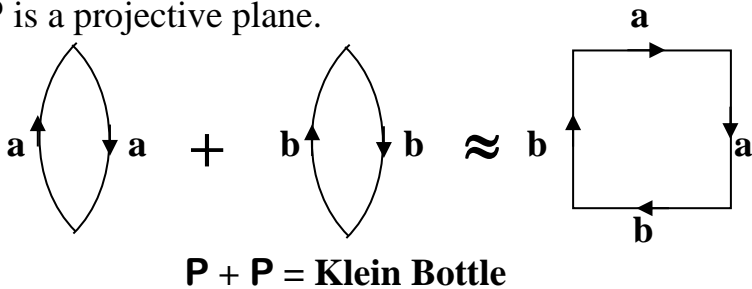 P is a projective plane.
a
a a + b b ≈ b a
b
P + P = Klein Bottle